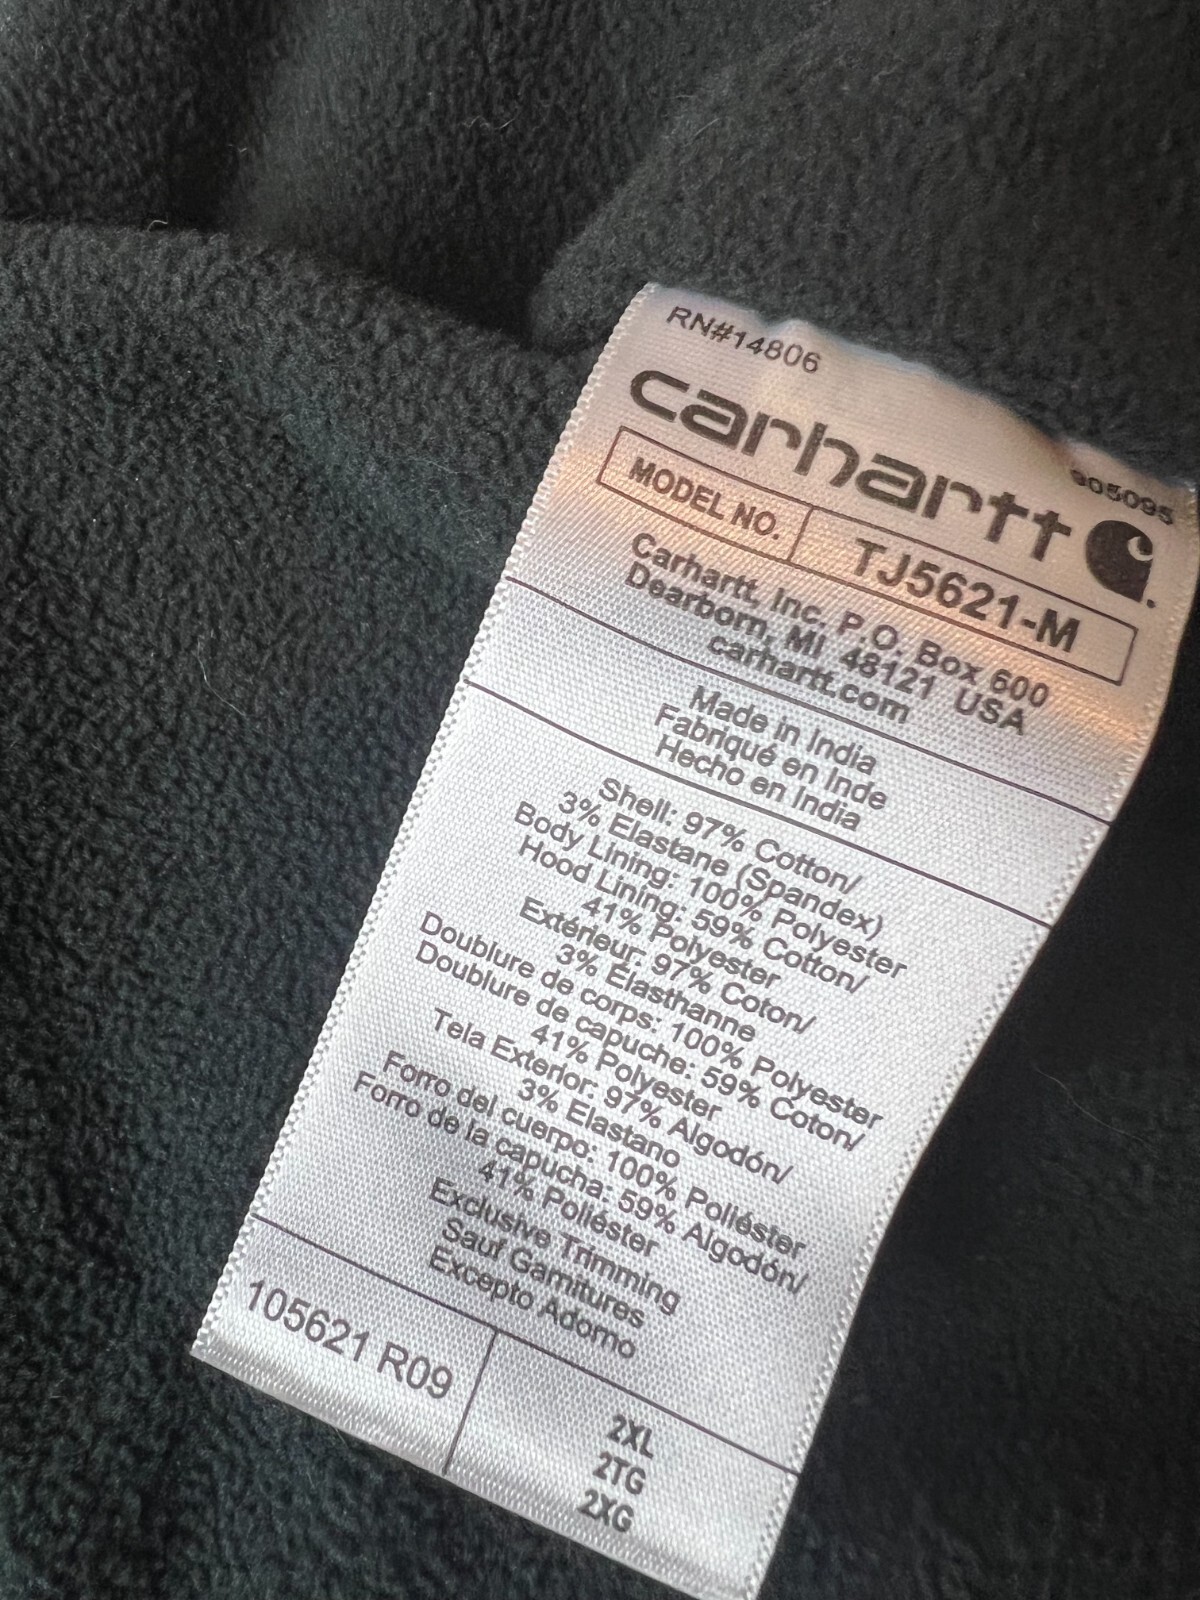 RN#14806
carhartt
905095
MODEL NO. TJ5621-M
Carhartt, Inc. P.O. Box 600
Dearborn, MI 48121 USA
carhartt.com
Made in India
Fabriqué en Inde
Hecho en India
Shell: 97% Cotton/
3% Elastane (Spandex)
Body Lining: 100% Polyester
Hood Lining: 59% Cotton/
41% Polyester
Extérieur: 97% Coton/
3% Élasthanne
Doublure de corps: 100% Polyester
Doublure de capuche: 59% Coton/
41% Polyester
Tela Exterior: 97% Algodón/
3% Elastano
Forro del cuerpo: 100% Poliéster
Forro de la capucha: 59% Algodón/
41% Poliéster
Exclusive Trimming
Sauf Garnitures
Excepto Adorno
105621 R09
2XL
2TG
2XG